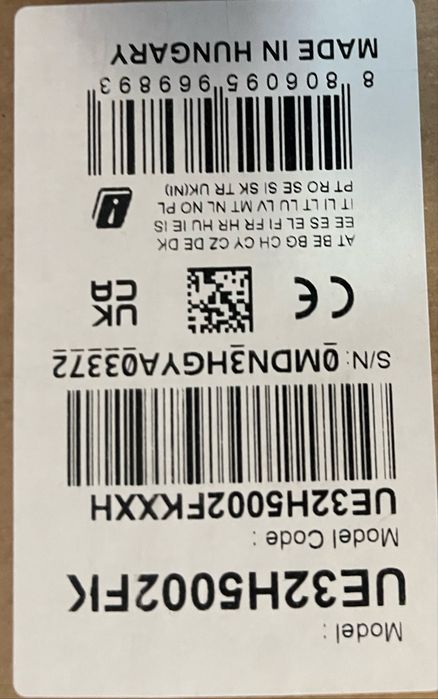 Model :
UE32H5002FK
Model Code :
UE32H5002FKXXH
S/N: 0MDN3HGYA03372
CE
UK
CA
AT BE BG CH CY CZ DE DK
EE ES EL FI FR HR HU IE IS
IT LI LT LU LV MT NL NO PL
PT RO SE SI SK TR UK(NI)
8 806095 969893
MADE IN HUNGARY